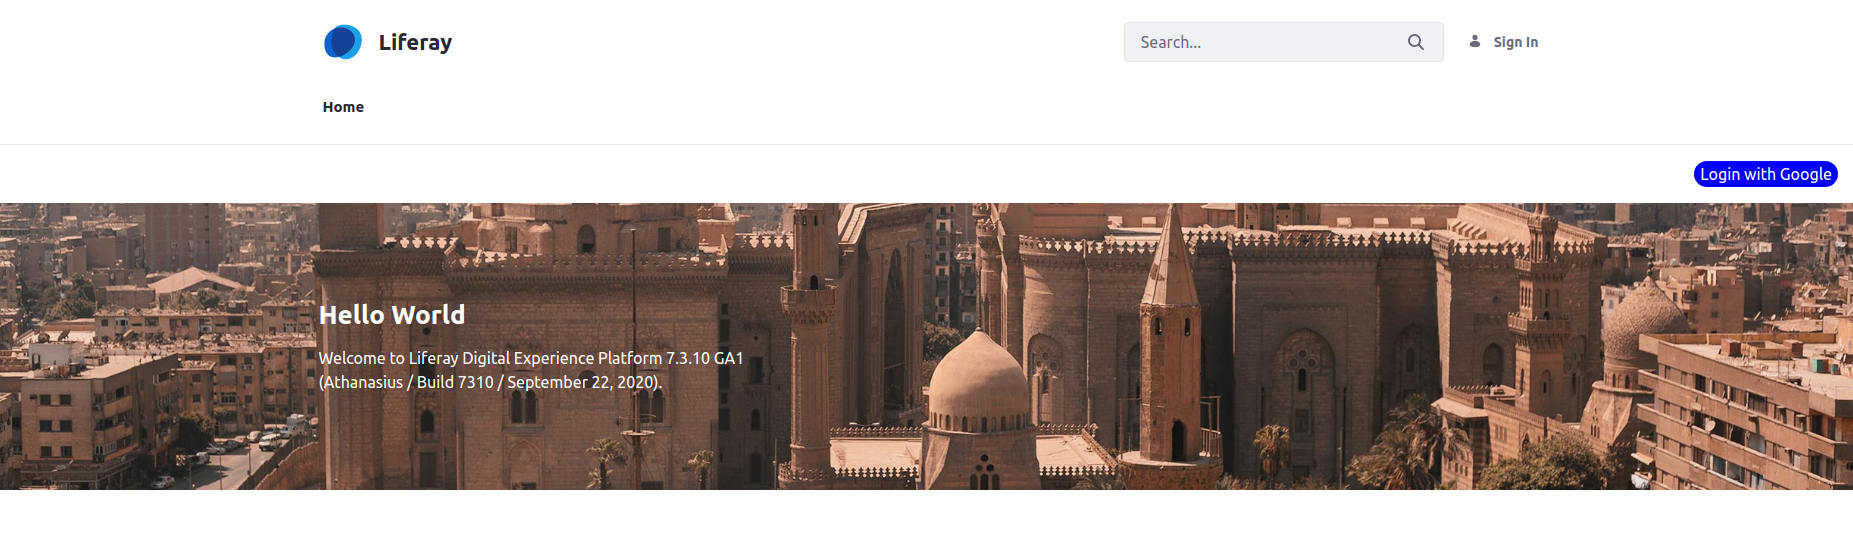 Liferay
Search...
Sign In
Home
Login with Google
Hello World
Welcome to Liferay Digital Experience Platform 7.3.10 GA1
(Athanasius / Build 7310 / September 22, 2020).